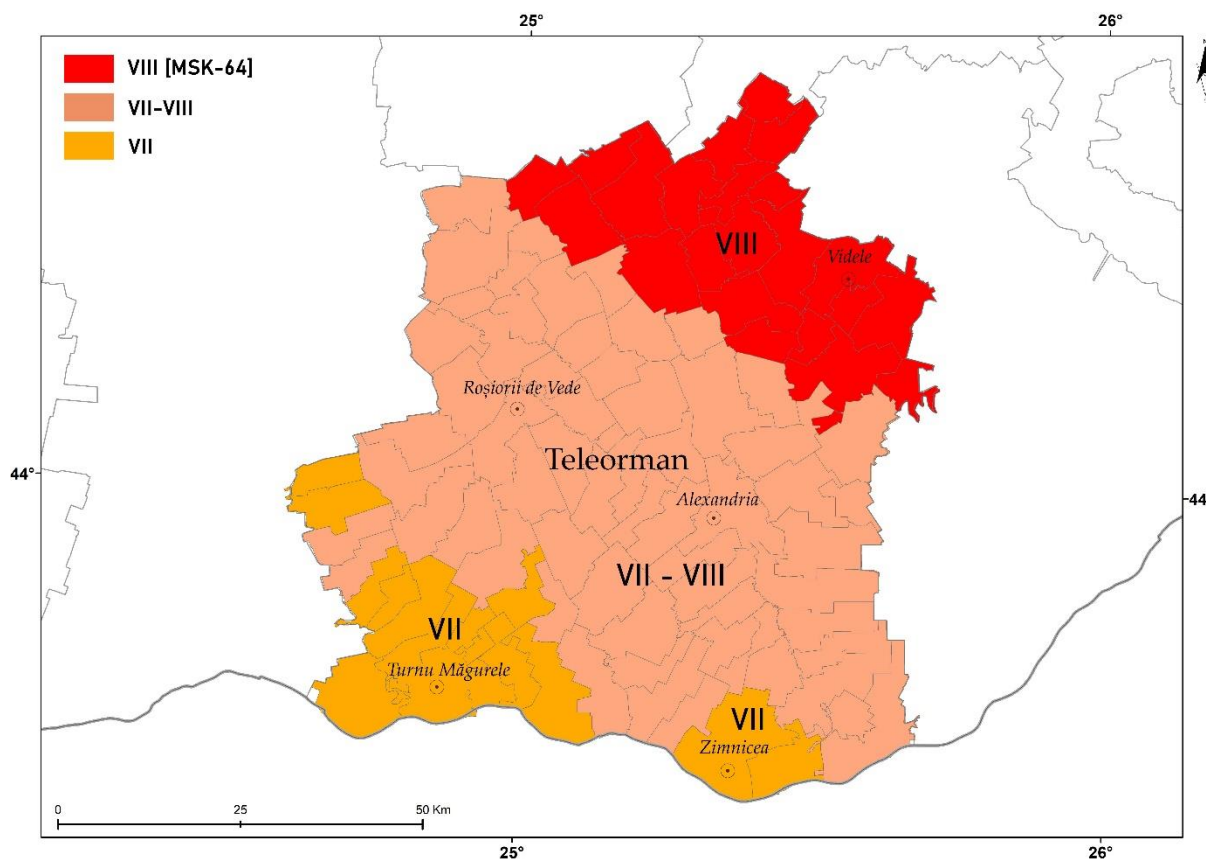 25°
26°
VIII [MSK-64]
VII-VIII
VII
VIII
Videle
Roșiorii de Vede
Teleorman
44°
Alexandria
44
VII - VIII
VII
Turnu Măgurele
VII
Zimnicea
0
25
50 Km
25°
26°